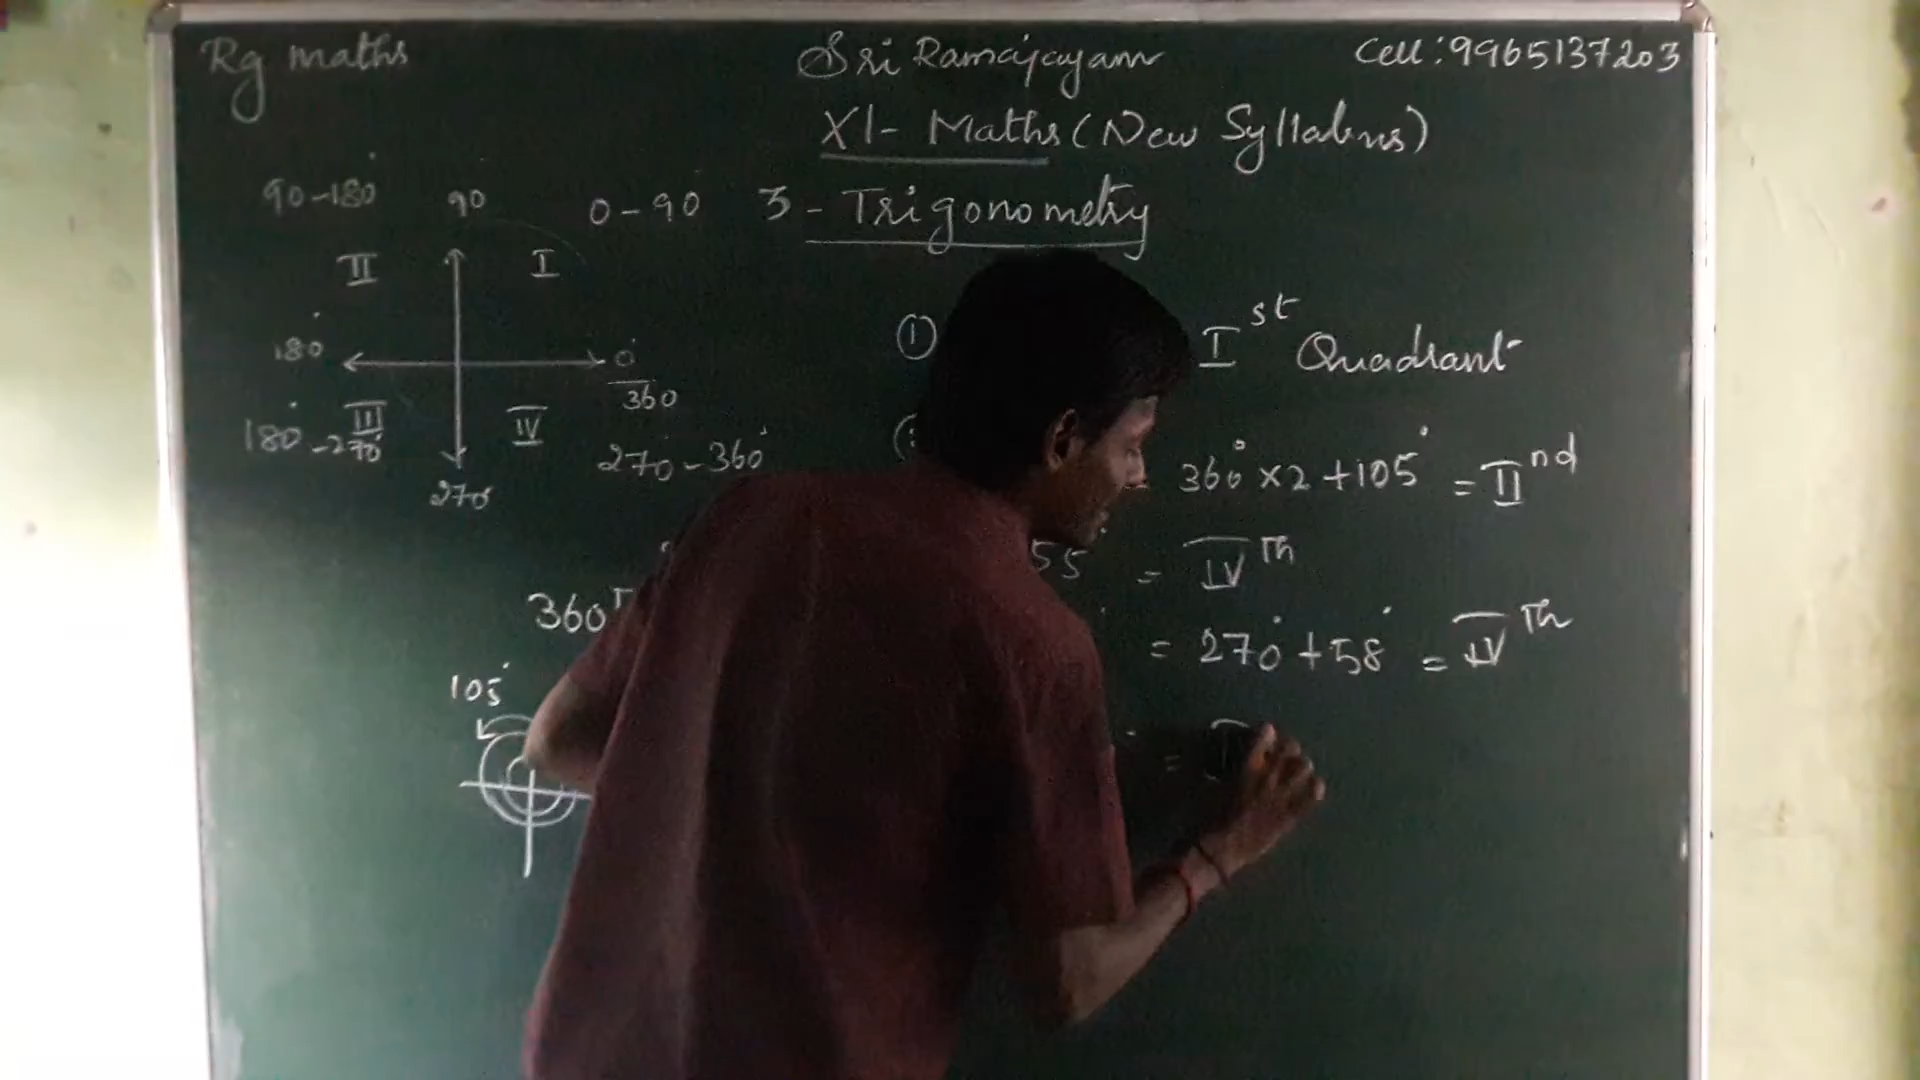 Rg maths
Sri Ramajayam
Cell : 9965137203
XI - Maths (New Syllabus)
3 - Trigonometry
90 - 180°
90
0 - 90
II
I
180°
0°
360
III
IV
180° - 270°
270 - 360°
270°
① I st Quadrant
360° × 2 + 105° = II nd
55 = IV Th
360
= 270° + 58° = IV Th
105°
=